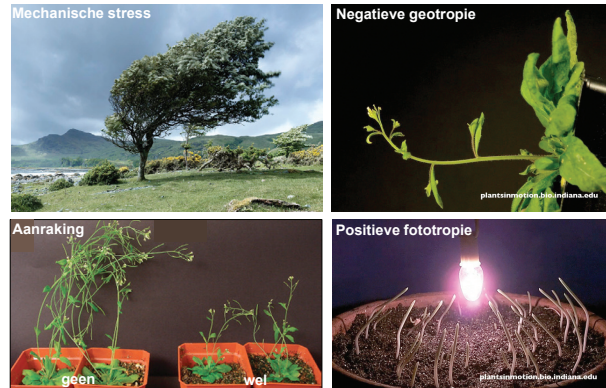 Mechanische stress
Negatieve geotropie
plantsinmotion.bio.indiana.edu
Aanraking
geen
wel
Positieve fototropie
plantsinmotion.bio.indiana.edu